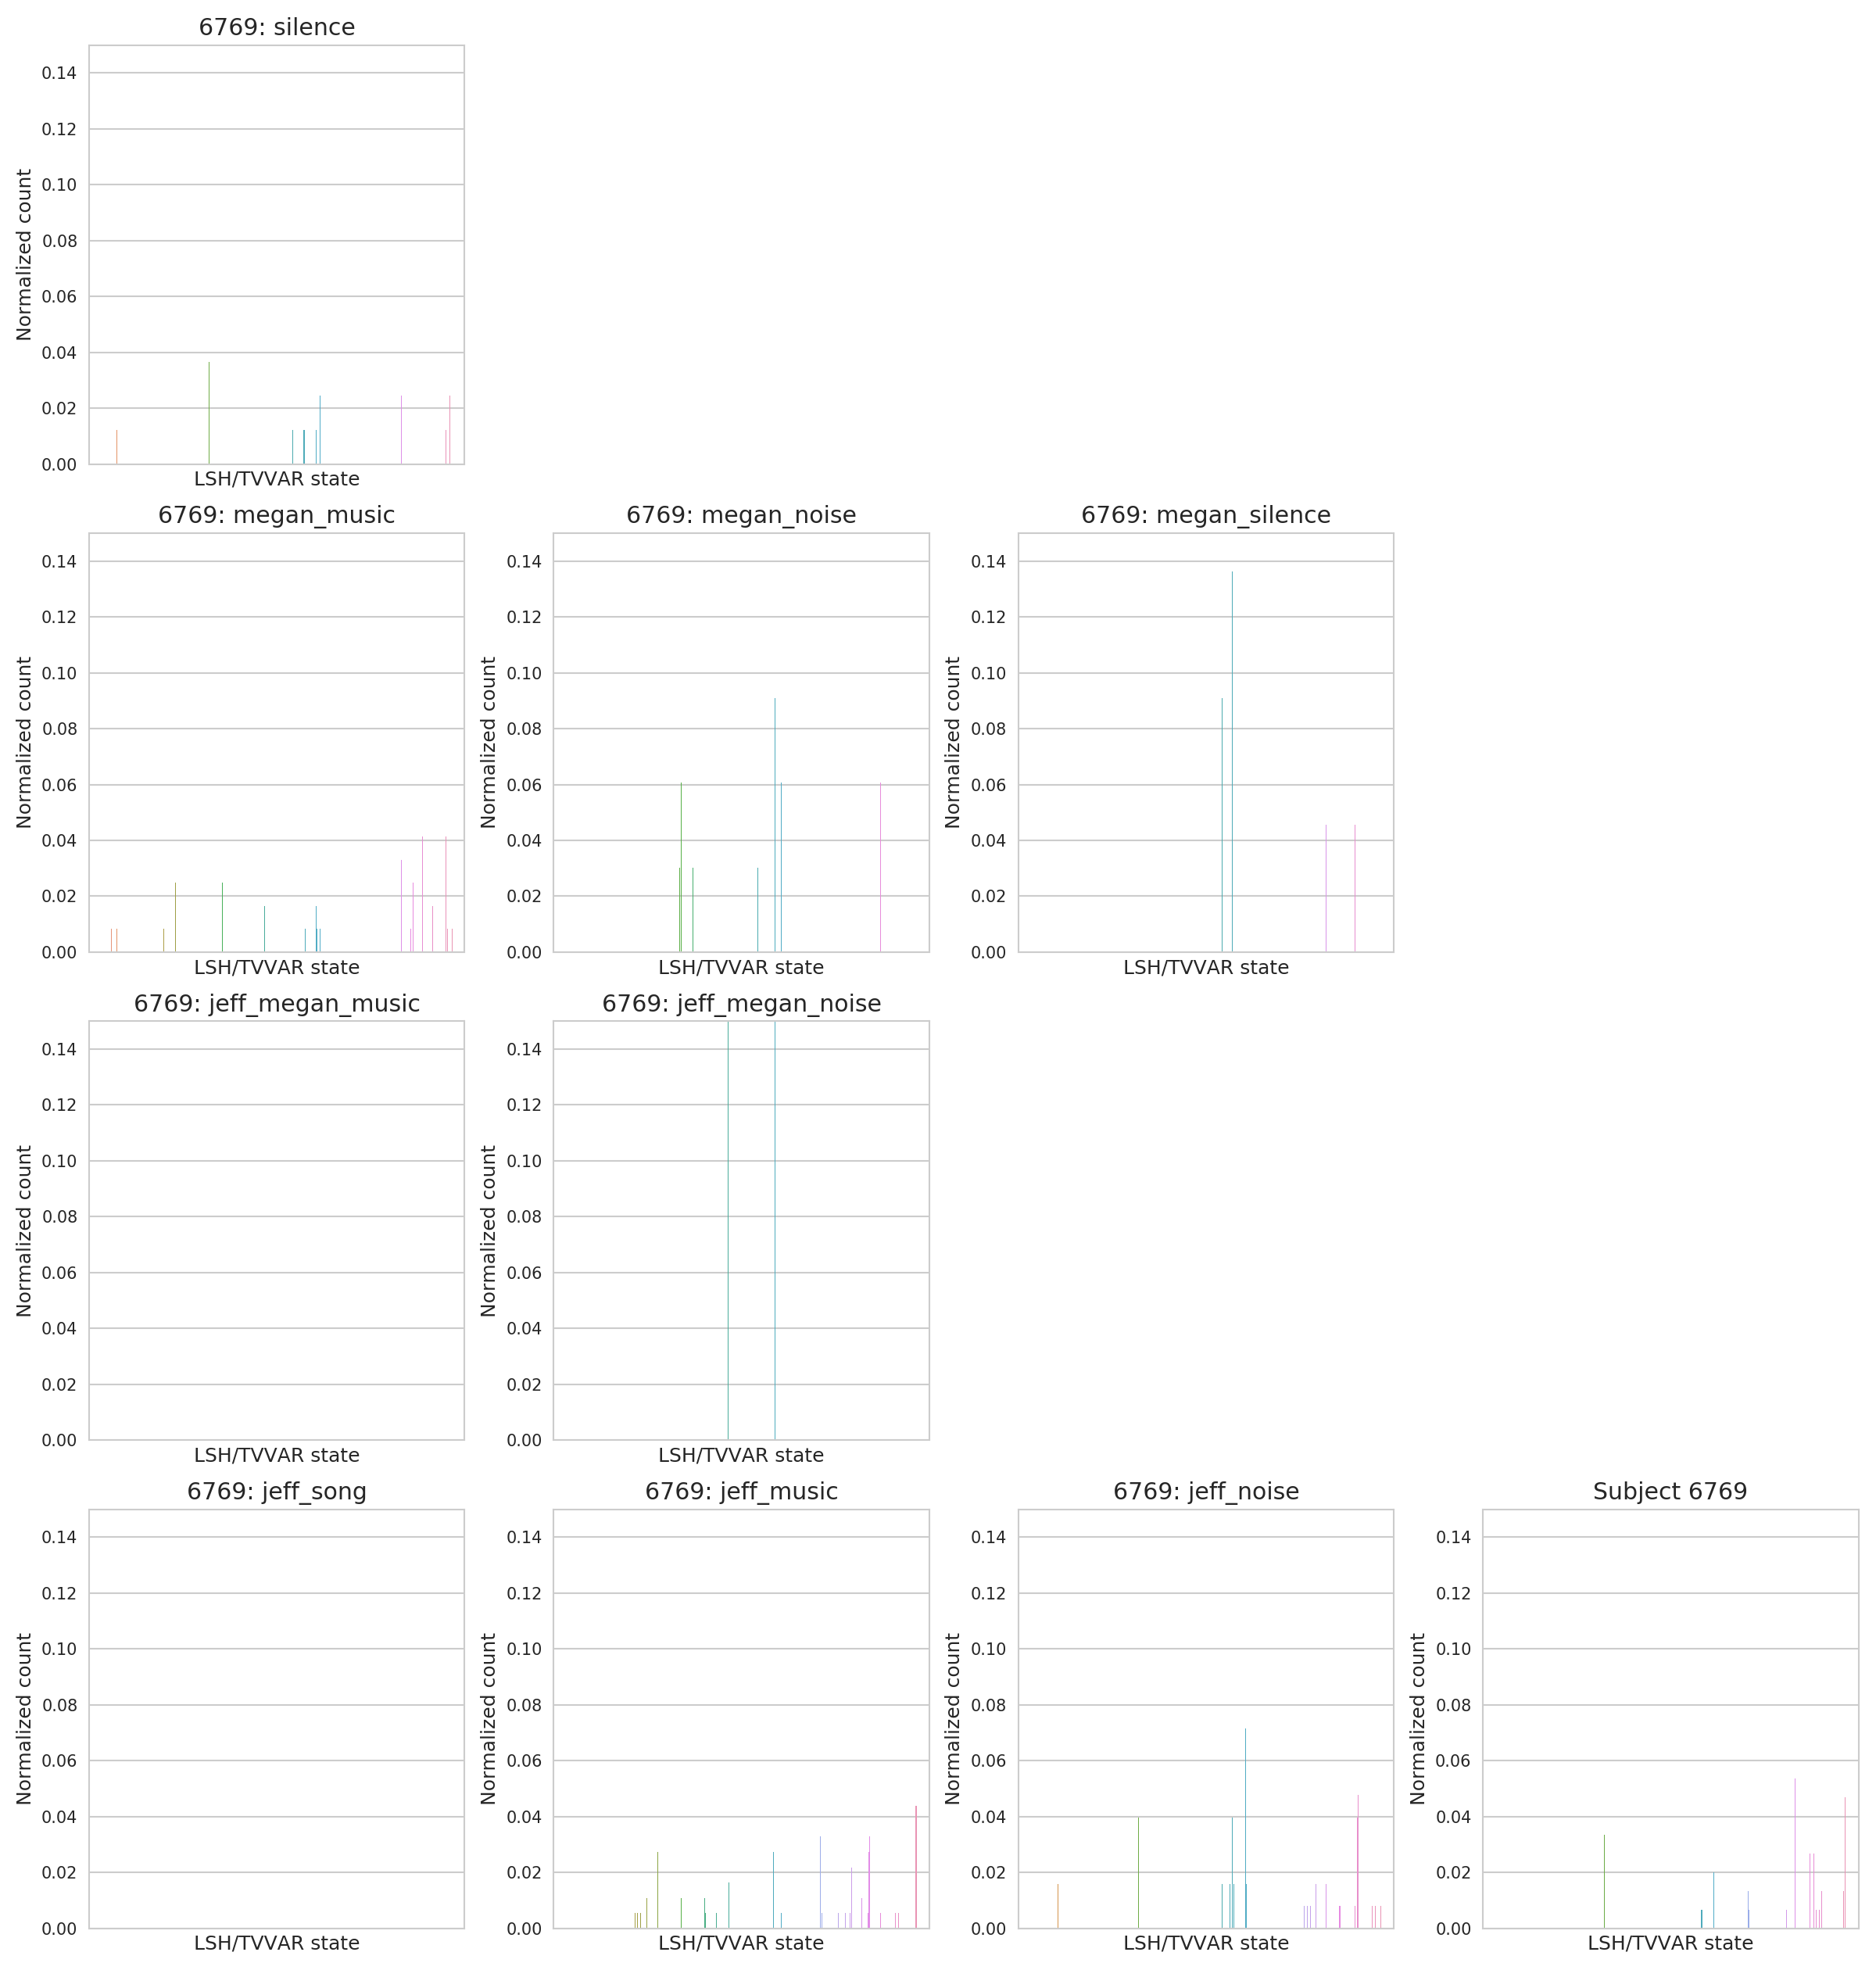 6769: silence
Normalized count
0.14
0.12
0.10
0.08
0.06
0.04
0.02
0.00
LSH/TVVAR state
6769: megan_music
Normalized count
0.14
0.12
0.10
0.08
0.06
0.04
0.02
0.00
LSH/TVVAR state
6769: megan_noise
Normalized count
0.14
0.12
0.10
0.08
0.06
0.04
0.02
0.00
LSH/TVVAR state
6769: megan_silence
Normalized count
0.14
0.12
0.10
0.08
0.06
0.04
0.02
0.00
LSH/TVVAR state
6769: jeff_megan_music
Normalized count
0.14
0.12
0.10
0.08
0.06
0.04
0.02
0.00
LSH/TVVAR state
6769: jeff_megan_noise
Normalized count
0.14
0.12
0.10
0.08
0.06
0.04
0.02
0.00
LSH/TVVAR state
6769: jeff_song
Normalized count
0.14
0.12
0.10
0.08
0.06
0.04
0.02
0.00
LSH/TVVAR state
6769: jeff_music
Normalized count
0.14
0.12
0.10
0.08
0.06
0.04
0.02
0.00
LSH/TVVAR state
6769: jeff_noise
Normalized count
0.14
0.12
0.10
0.08
0.06
0.04
0.02
0.00
LSH/TVVAR state
Subject 6769
Normalized count
0.14
0.12
0.10
0.08
0.06
0.04
0.02
0.00
LSH/TVVAR state